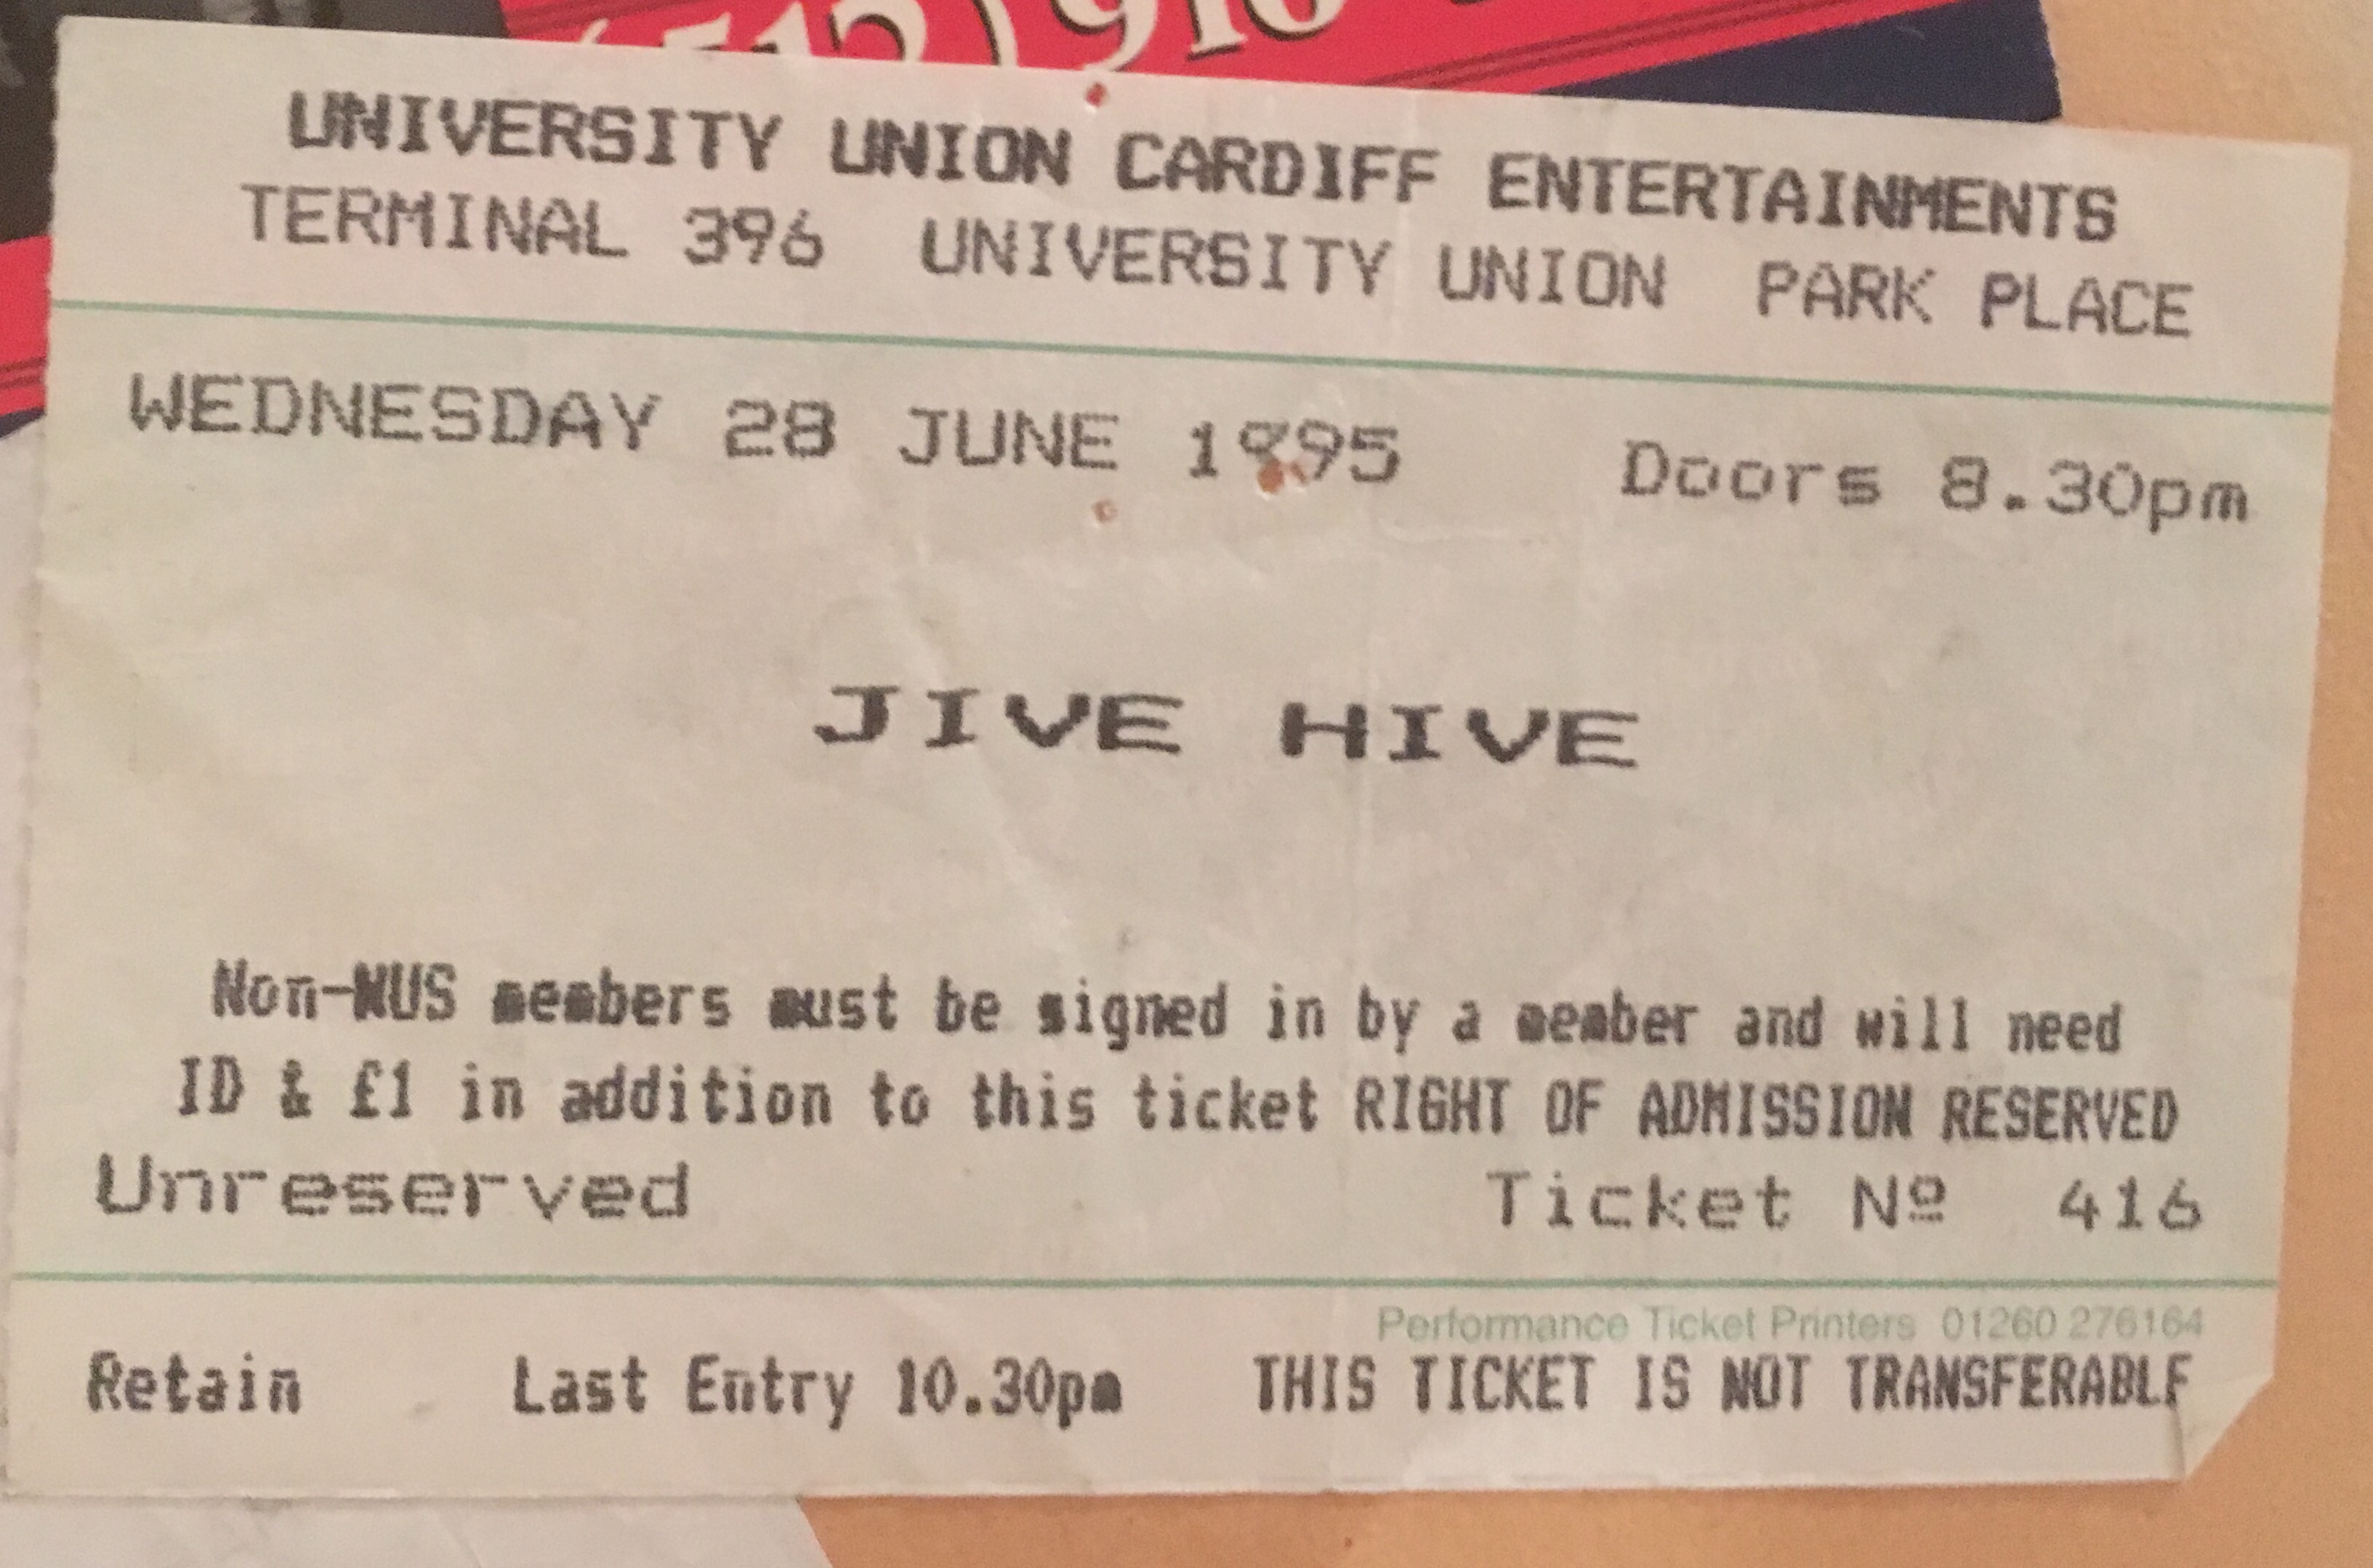 (512) 916
UNIVERSITY UNION CARDIFF ENTERTAINMENTS
TERMINAL 396 UNIVERSITY UNION PARK PLACE
WEDNESDAY 28 JUNE 1995 Doors 8.30pm
JIVE HIVE
Non-NUS members must be signed in by a member and will need
ID & £1 in addition to this ticket RIGHT OF ADMISSION RESERVED
Unreserved Ticket Nº 416
Performance Ticket Printers 01260 276164
Retain Last Entry 10.30pm THIS TICKET IS NOT TRANSFERABLE